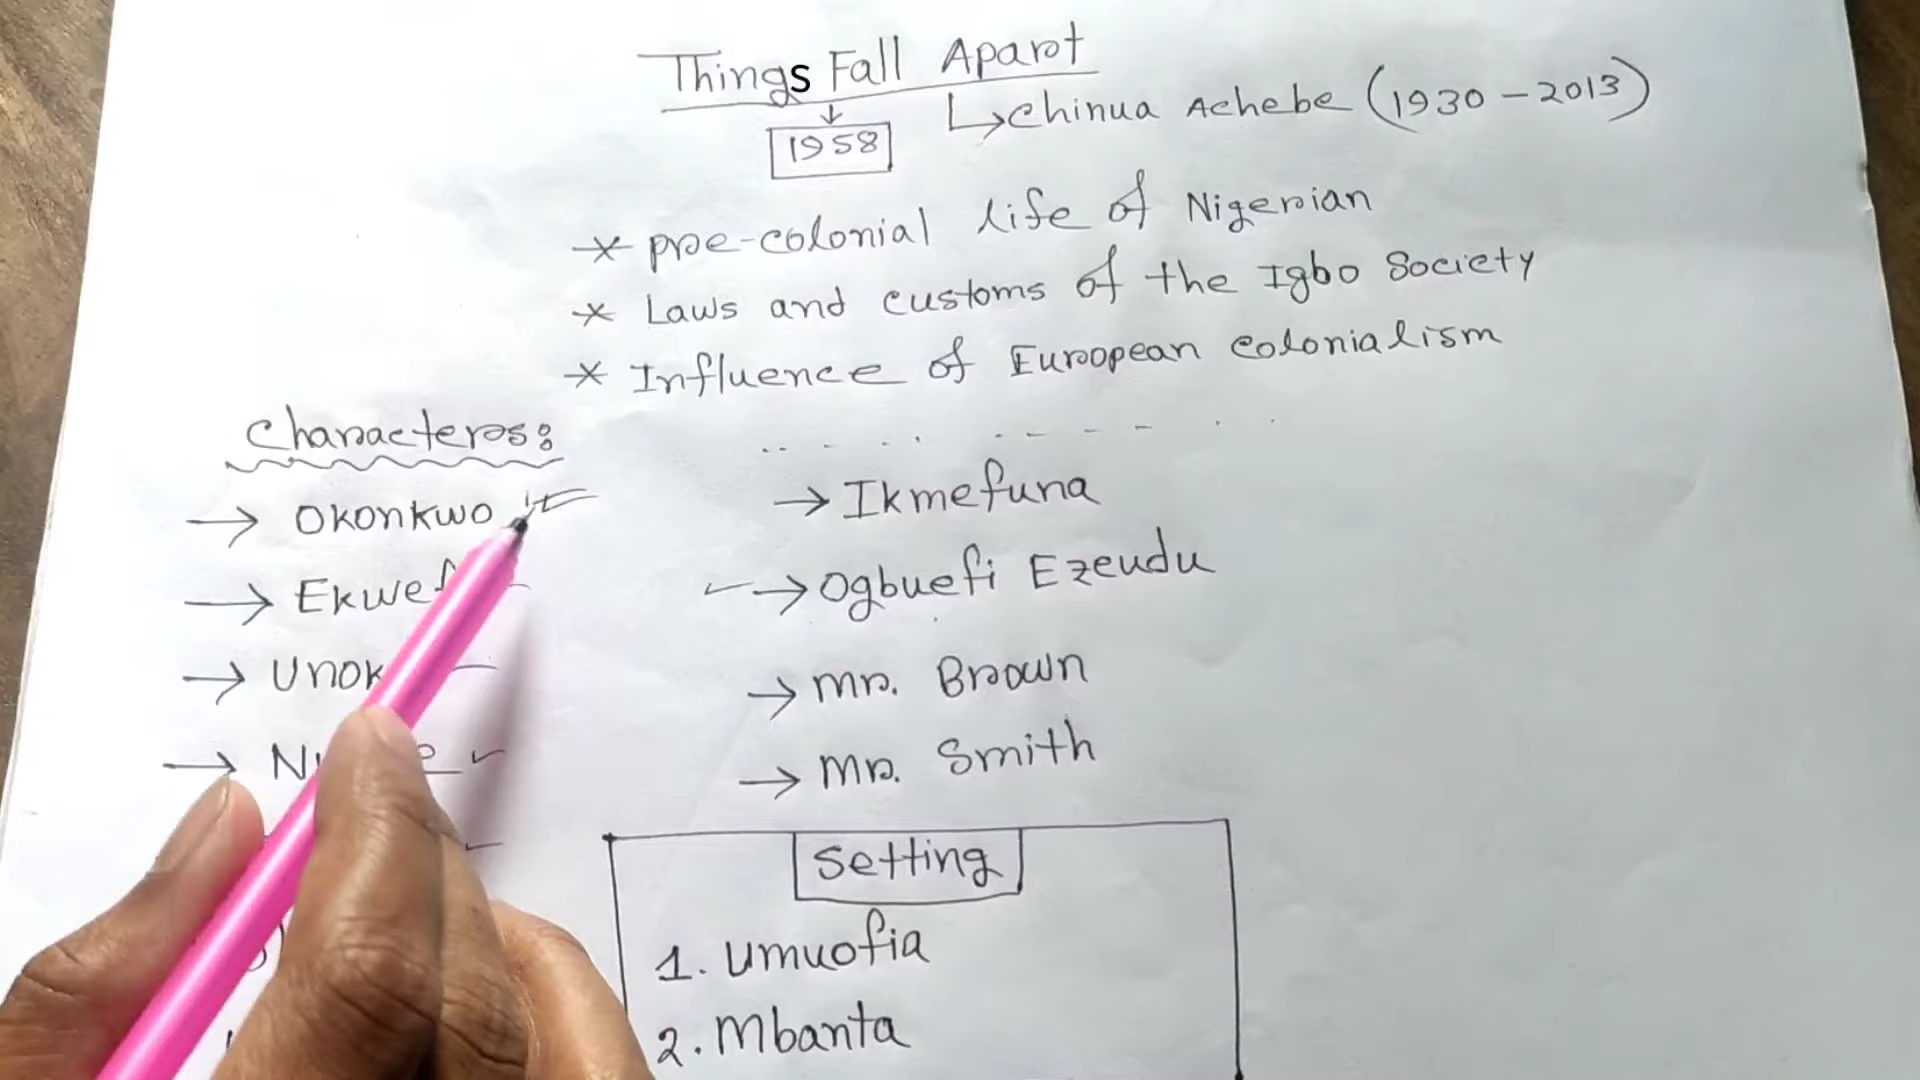 Things Fall Apart
1958
Chinua Achebe (1930-2013)
* pre-colonial life of Nigerian
* Laws and customs of the Igbo Society
* Influence of European colonialism
Characters:
→ Okonkwo
→ Ikmefuna
→ Ogbuefi Ezeudu
→ Mr. Brown
→ Mr. Smith
Setting
1. Umuofia
2. Mbanta